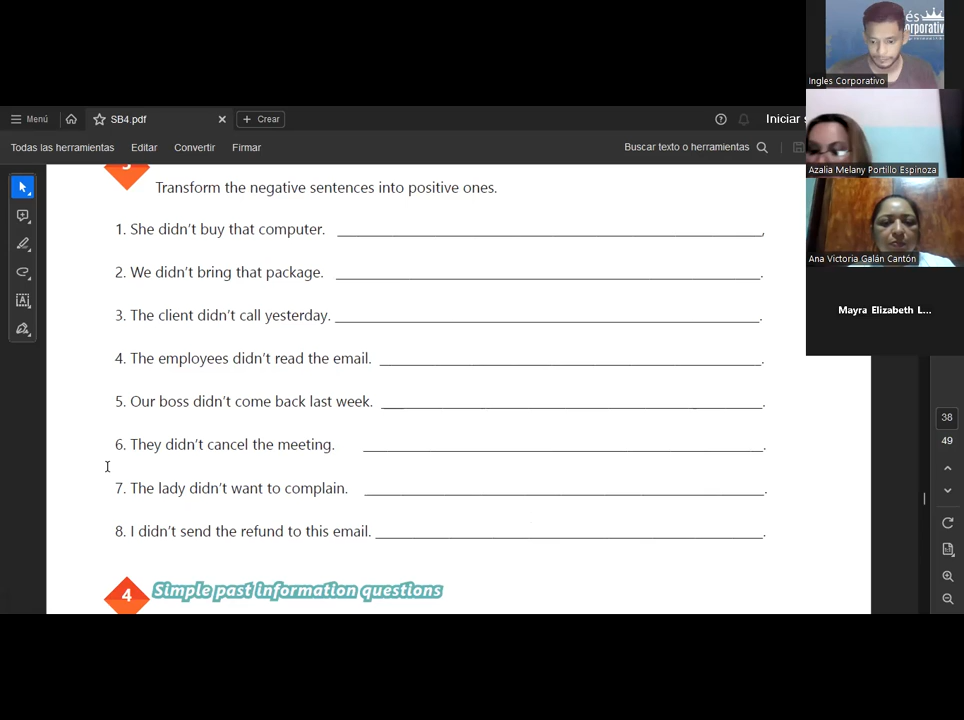 és
orporativ
Ingles Corporativo
Menú
SB4.pdf
Crear
Iniciar s
Todas las herramientas
Editar
Convertir
Firmar
Buscar texto o herramientas
Azalia Melany Portillo Espinoza
Transform the negative sentences into positive ones.
1. She didn't buy that computer. ,
2. We didn't bring that package. .
Ana Victoria Galán Cantón
3. The client didn't call yesterday. .
Mayra Elizabeth L...
4. The employees didn't read the email. .
5. Our boss didn't come back last week. .
38
6. They didn't cancel the meeting. .
49
7. The lady didn't want to complain. .
8. I didn't send the refund to this email. .
4 Simple past information questions